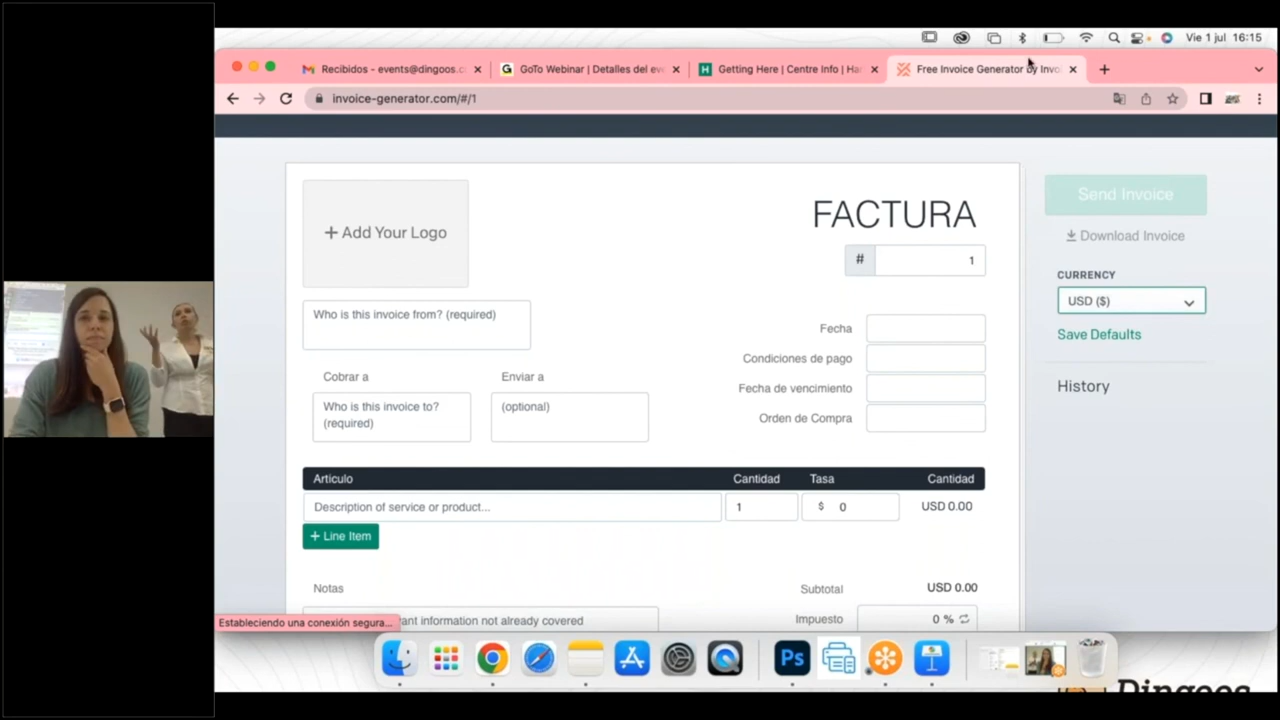 Vie 1 jul 16:15
Recibidos - events@dingoos.c
GoTo Webinar | Detalles del ev
Getting Here | Centre Info | Ha
Free Invoice Generator by Invo
invoice-generator.com/#/1
+ Add Your Logo
FACTURA
# 1
Send Invoice
Download Invoice
CURRENCY
USD ($)
Save Defaults
History
Who is this invoice from? (required)
Fecha
Condiciones de pago
Fecha de vencimiento
Orden de Compra
Cobrar a
Enviar a
Who is this invoice to?
(required)
(optional)
Artículo Cantidad Tasa Cantidad
Description of service or product... 1 $ 0 USD 0.00
+ Line Item
Notas
Subtotal USD 0.00
Impuesto 0 %
Estableciendo una conexión segura...
information not already covered
Ps
Dingoos